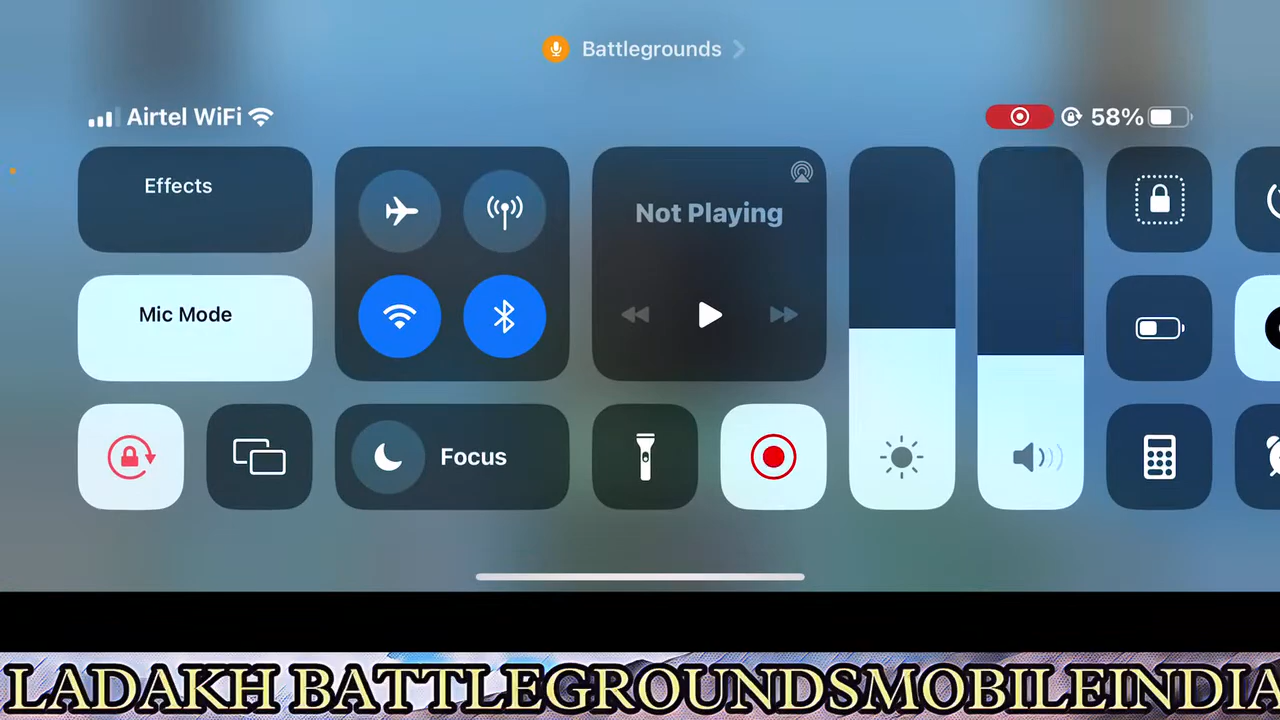 Battlegrounds
Airtel WiFi
58%
Effects
Not Playing
Mic Mode
Focus
LADAKH BATTLEGROUNDSMOBILEINDIA